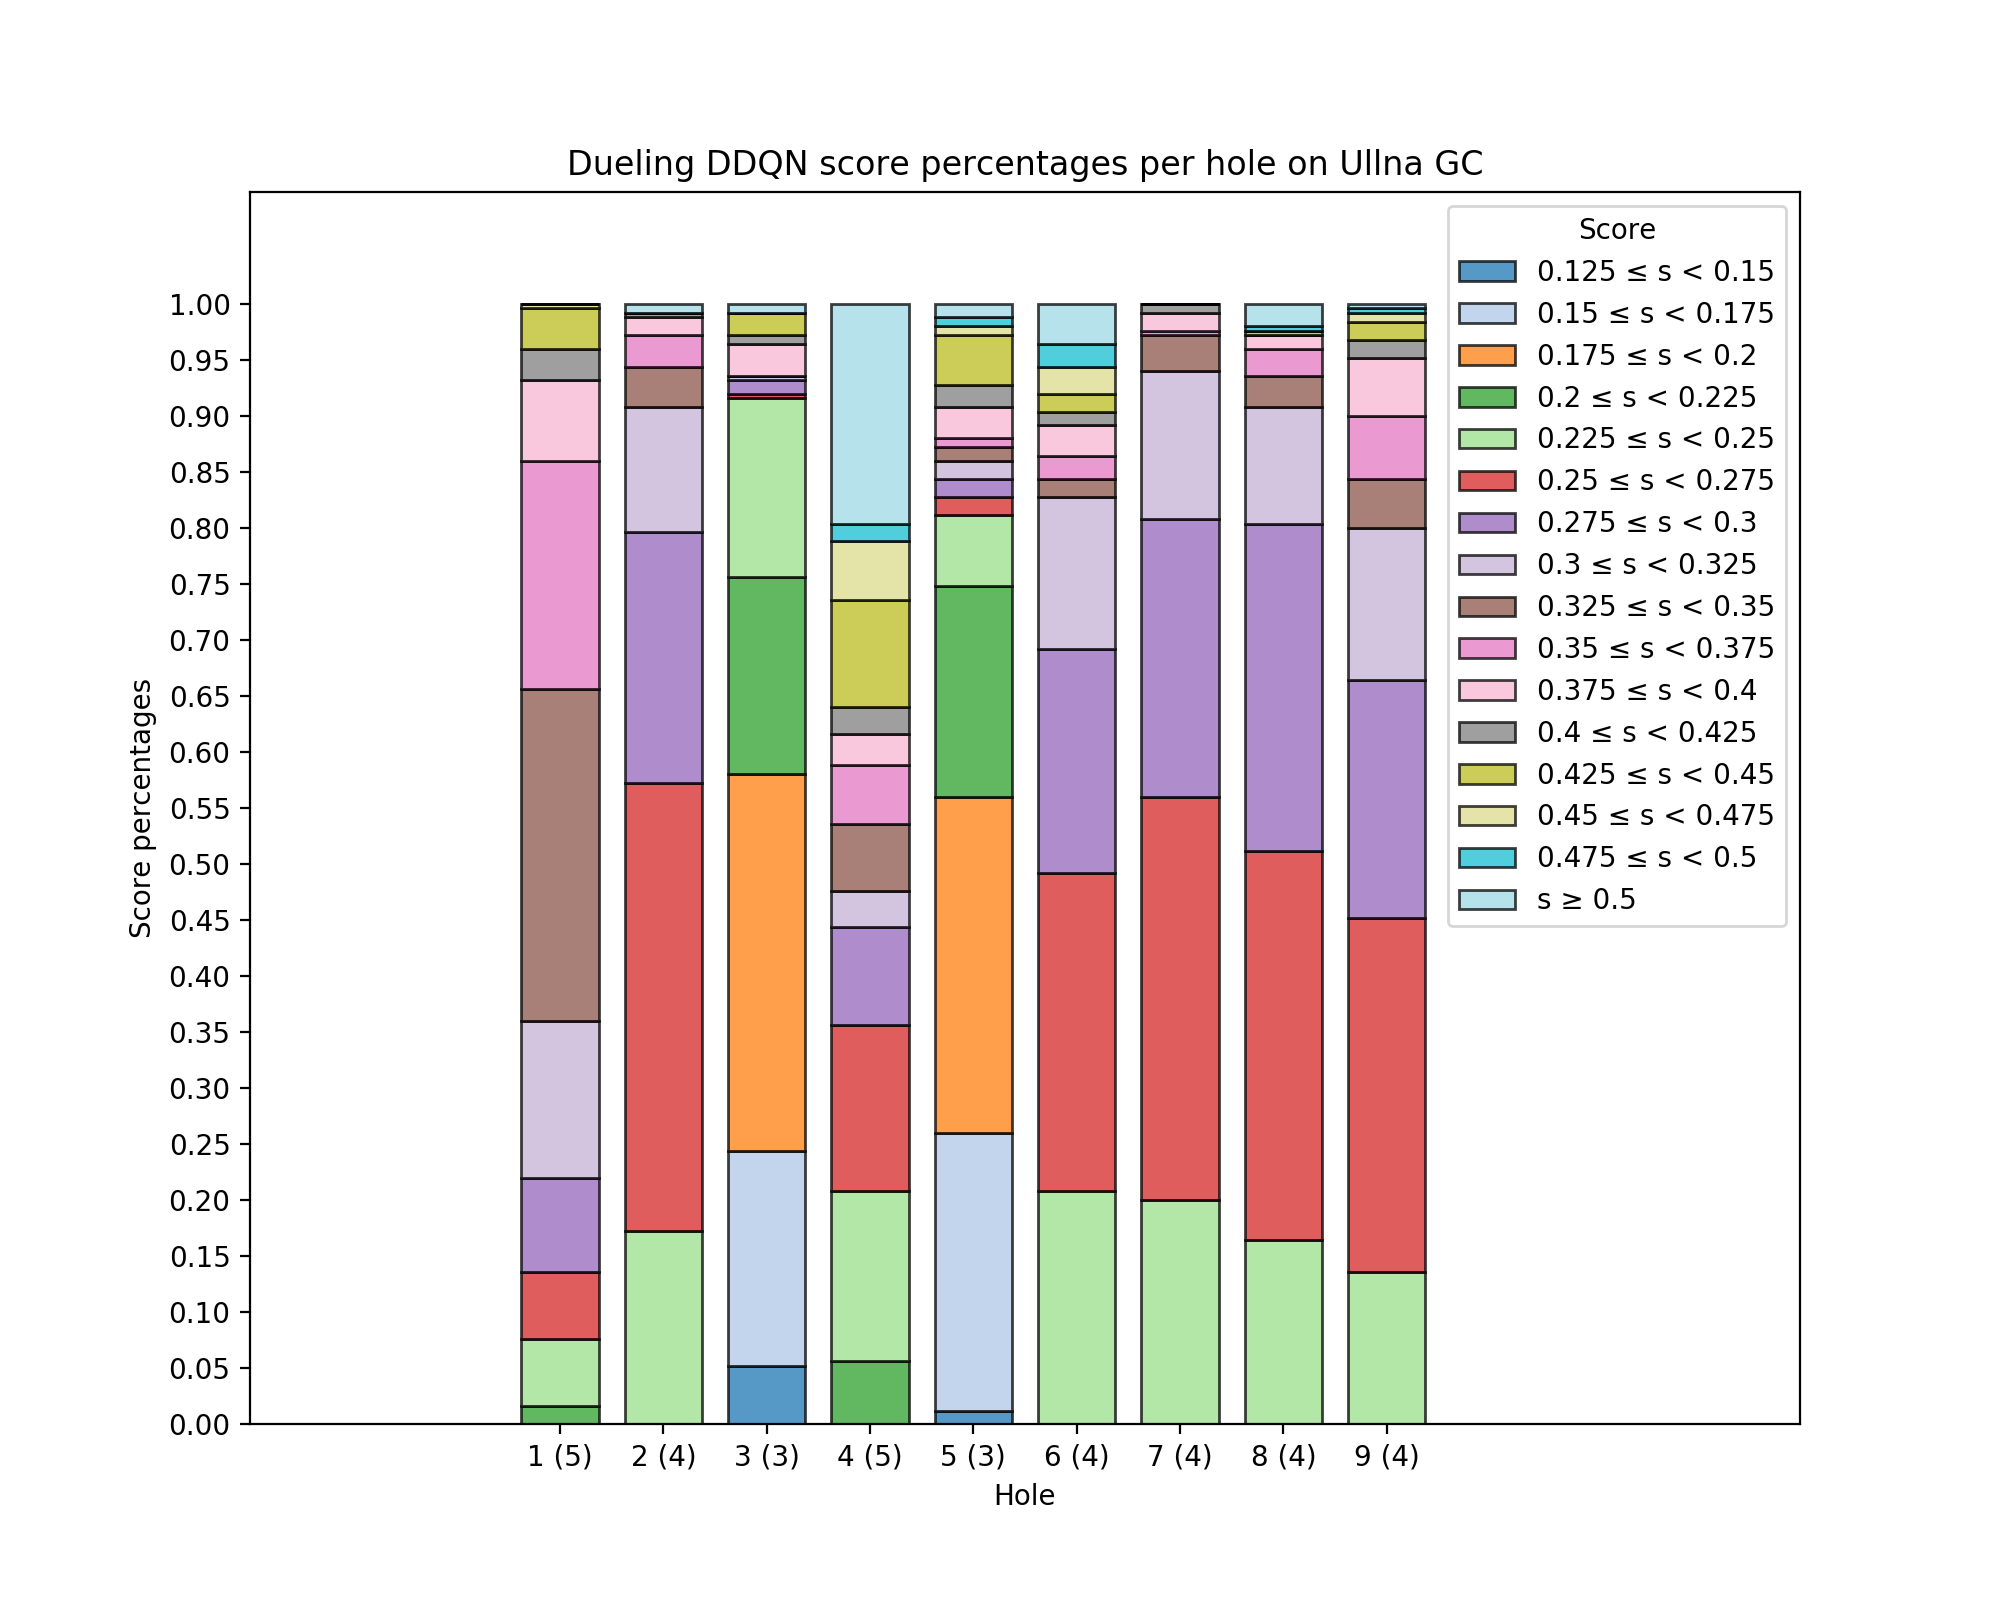 Dueling DDQN score percentages per hole on Ullna GC
Score
0.125 ≤ s < 0.15
0.15 ≤ s < 0.175
0.175 ≤ s < 0.2
0.2 ≤ s < 0.225
0.225 ≤ s < 0.25
0.25 ≤ s < 0.275
0.275 ≤ s < 0.3
0.3 ≤ s < 0.325
0.325 ≤ s < 0.35
0.35 ≤ s < 0.375
0.375 ≤ s < 0.4
0.4 ≤ s < 0.425
0.425 ≤ s < 0.45
0.45 ≤ s < 0.475
0.475 ≤ s < 0.5
s ≥ 0.5
Score percentages
1.00
0.95
0.90
0.85
0.80
0.75
0.70
0.65
0.60
0.55
0.50
0.45
0.40
0.35
0.30
0.25
0.20
0.15
0.10
0.05
0.00
1 (5) 2 (4) 3 (3) 4 (5) 5 (3) 6 (4) 7 (4) 8 (4) 9 (4)
Hole